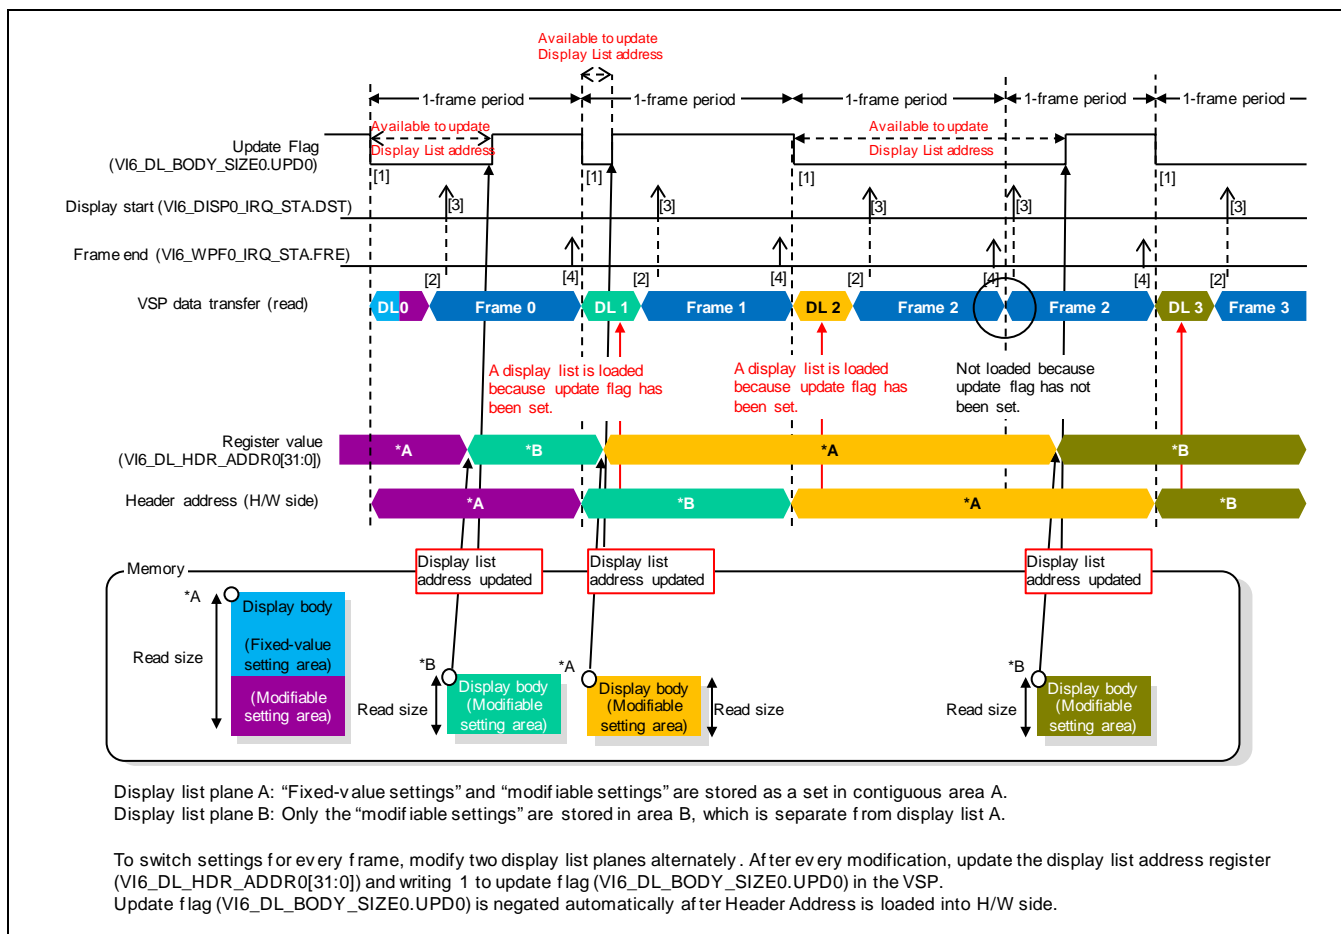 Available to update
Display List address
1-frame period
1-frame period
1-frame period
1-frame period
1-frame period
Available to update
Display List address
Available to update
Display List address
Update Flag
(VI6_DL_BODY_SIZE0.UPD0)
[1]
[1]
[1]
[1]
Display start (VI6_DISP0_IRQ_STA.DST)
[3]
[3]
[3]
[3]
[3]
Frame end (VI6_WPF0_IRQ_STA.FRE)
[2]
[4]
[2]
[4]
[2]
[4]
[4]
[2]
VSP data transfer (read)
DL0
Frame 0
DL 1
Frame 1
DL 2
Frame 2
Frame 2
DL 3
Frame 3
A display list is loaded
because update flag has
been set.
A display list is loaded
because update flag has
been set.
Not loaded because
update flag has not
been set.
Register value
(VI6_DL_HDR_ADDR0[31:0])
*A
*B
*A
*B
Header address (H/W side)
*A
*B
*A
*B
Memory
Display list
address updated
Display list
address updated
Display list
address updated
*A
Read size
Display body
(Fixed-value
setting area)
(Modifiable
setting area)
*B
Read size
Display body
(Modifiable
setting area)
*A
Display body
(Modifiable
setting area)
Read size
*B
Read size
Display body
(Modifiable
setting area)
Display list plane A: “Fixed-value settings” and “modifiable settings” are stored as a set in contiguous area A.
Display list plane B: Only the “modifiable settings” are stored in area B, which is separate from display list A.
To switch settings for every frame, modify two display list planes alternately. After every modification, update the display list address register
(VI6_DL_HDR_ADDR0[31:0]) and writing 1 to update flag (VI6_DL_BODY_SIZE0.UPD0) in the VSP.
Update flag (VI6_DL_BODY_SIZE0.UPD0) is negated automatically after Header Address is loaded into H/W side.